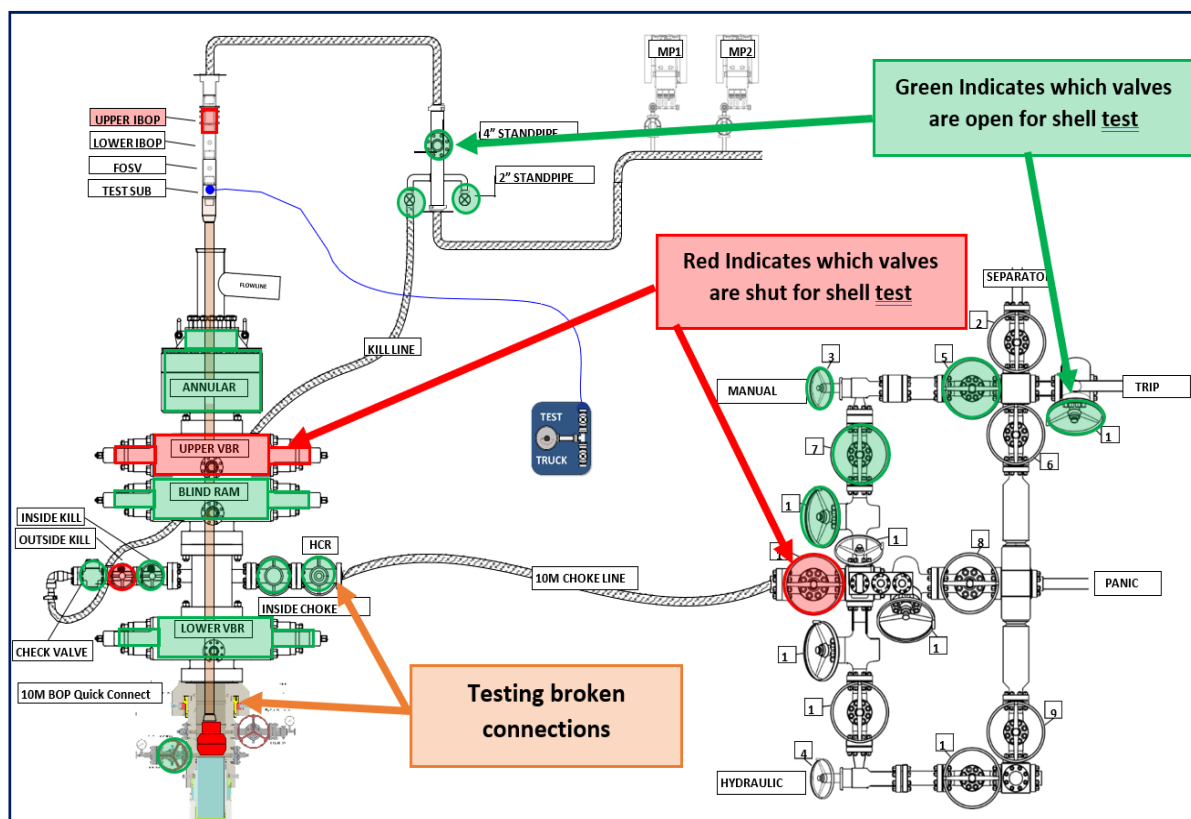 MP1
MP2
Green Indicates which valves
are open for shell test
UPPER IBOP
LOWER IBOP
FOSV
TEST SUB
4" STANDPIPE
2" STANDPIPE
Red Indicates which valves
are shut for shell test
FLOWLINE
SEPARATOR
2
KILL LINE
3
5
MANUAL
TRIP
ANNULAR
1
TEST
TRUCK
7
6
UPPER VBR
BLIND RAM
1
INSIDE KILL
OUTSIDE KILL
HCR
1
8
10M CHOKE LINE
PANIC
INSIDE CHOKE
LOWER VBR
1
1
CHECK VALVE
10M BOP Quick Connect
Testing broken
connections
1
9
1
4
HYDRAULIC